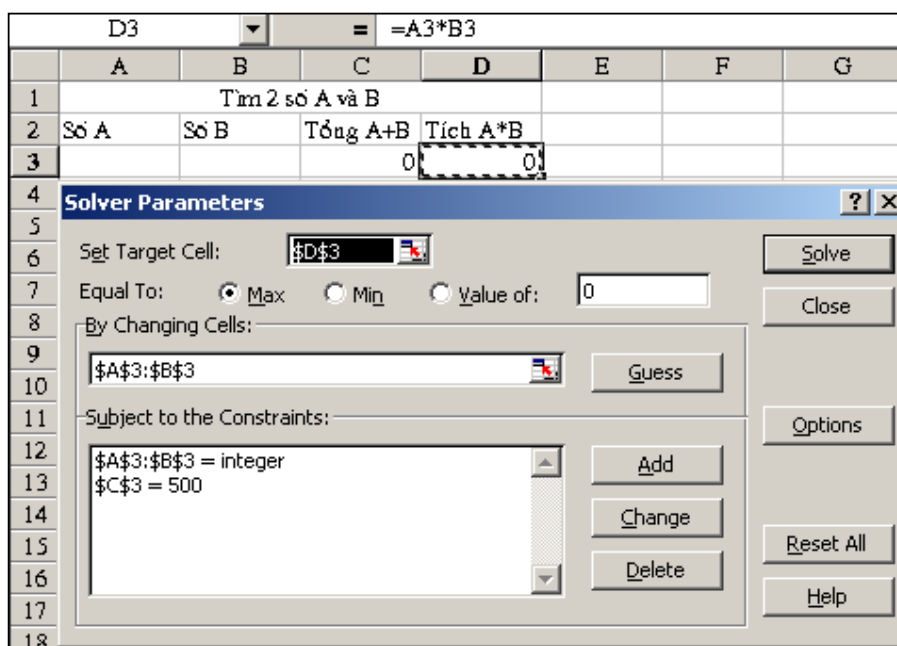 D3 = =A3*B3
A B C D E F G
1 Tìm 2 số A và B
2 Số A Số B Tổng A+B Tích A*B
3 0 0
4
Solver Parameters ? X
5
6 Set Target Cell: $D$3 Solve
7 Equal To: Max Min Value of: 0
Close
8 By Changing Cells:
9
$A$3:$B$3 Guess
10
11 Subject to the Constraints:
Options
12 $A$3:$B$3 = integer Add
13 $C$3 = 500
14 Change
15 Reset All
16 Delete
17 Help
18